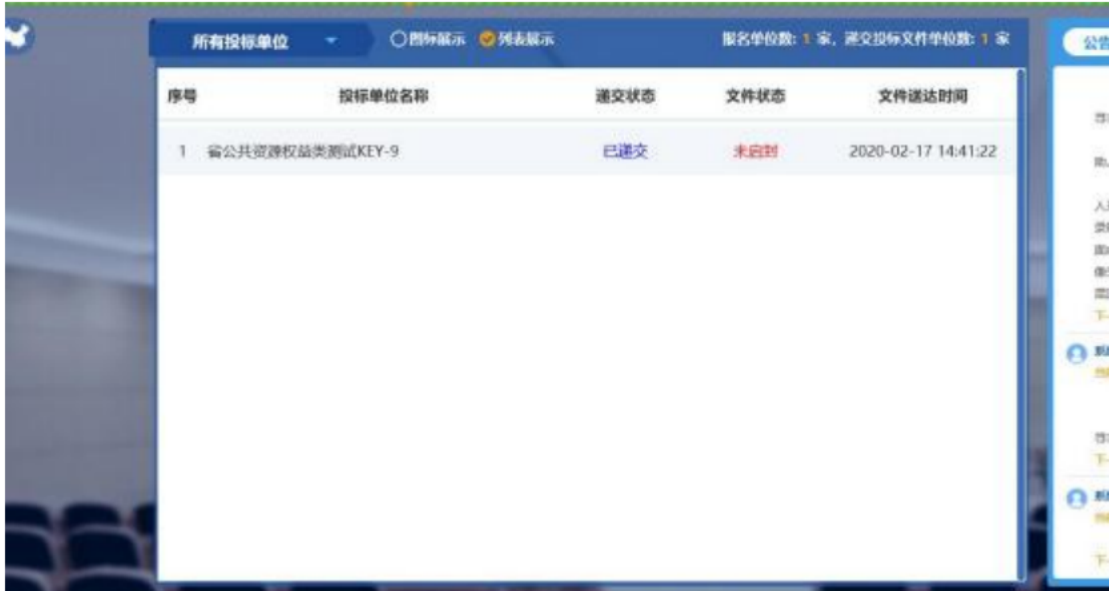 所有投标单位
图标展示 列表展示
报名单位数: 1 家, 递交投标文件单位数: 1 家
公告
序号 投标单位名称 递交状态 文件状态 文件送达时间
1 省公共资源权益类测试KEY-9 已递交 未启封 2020-02-17 14:41:22